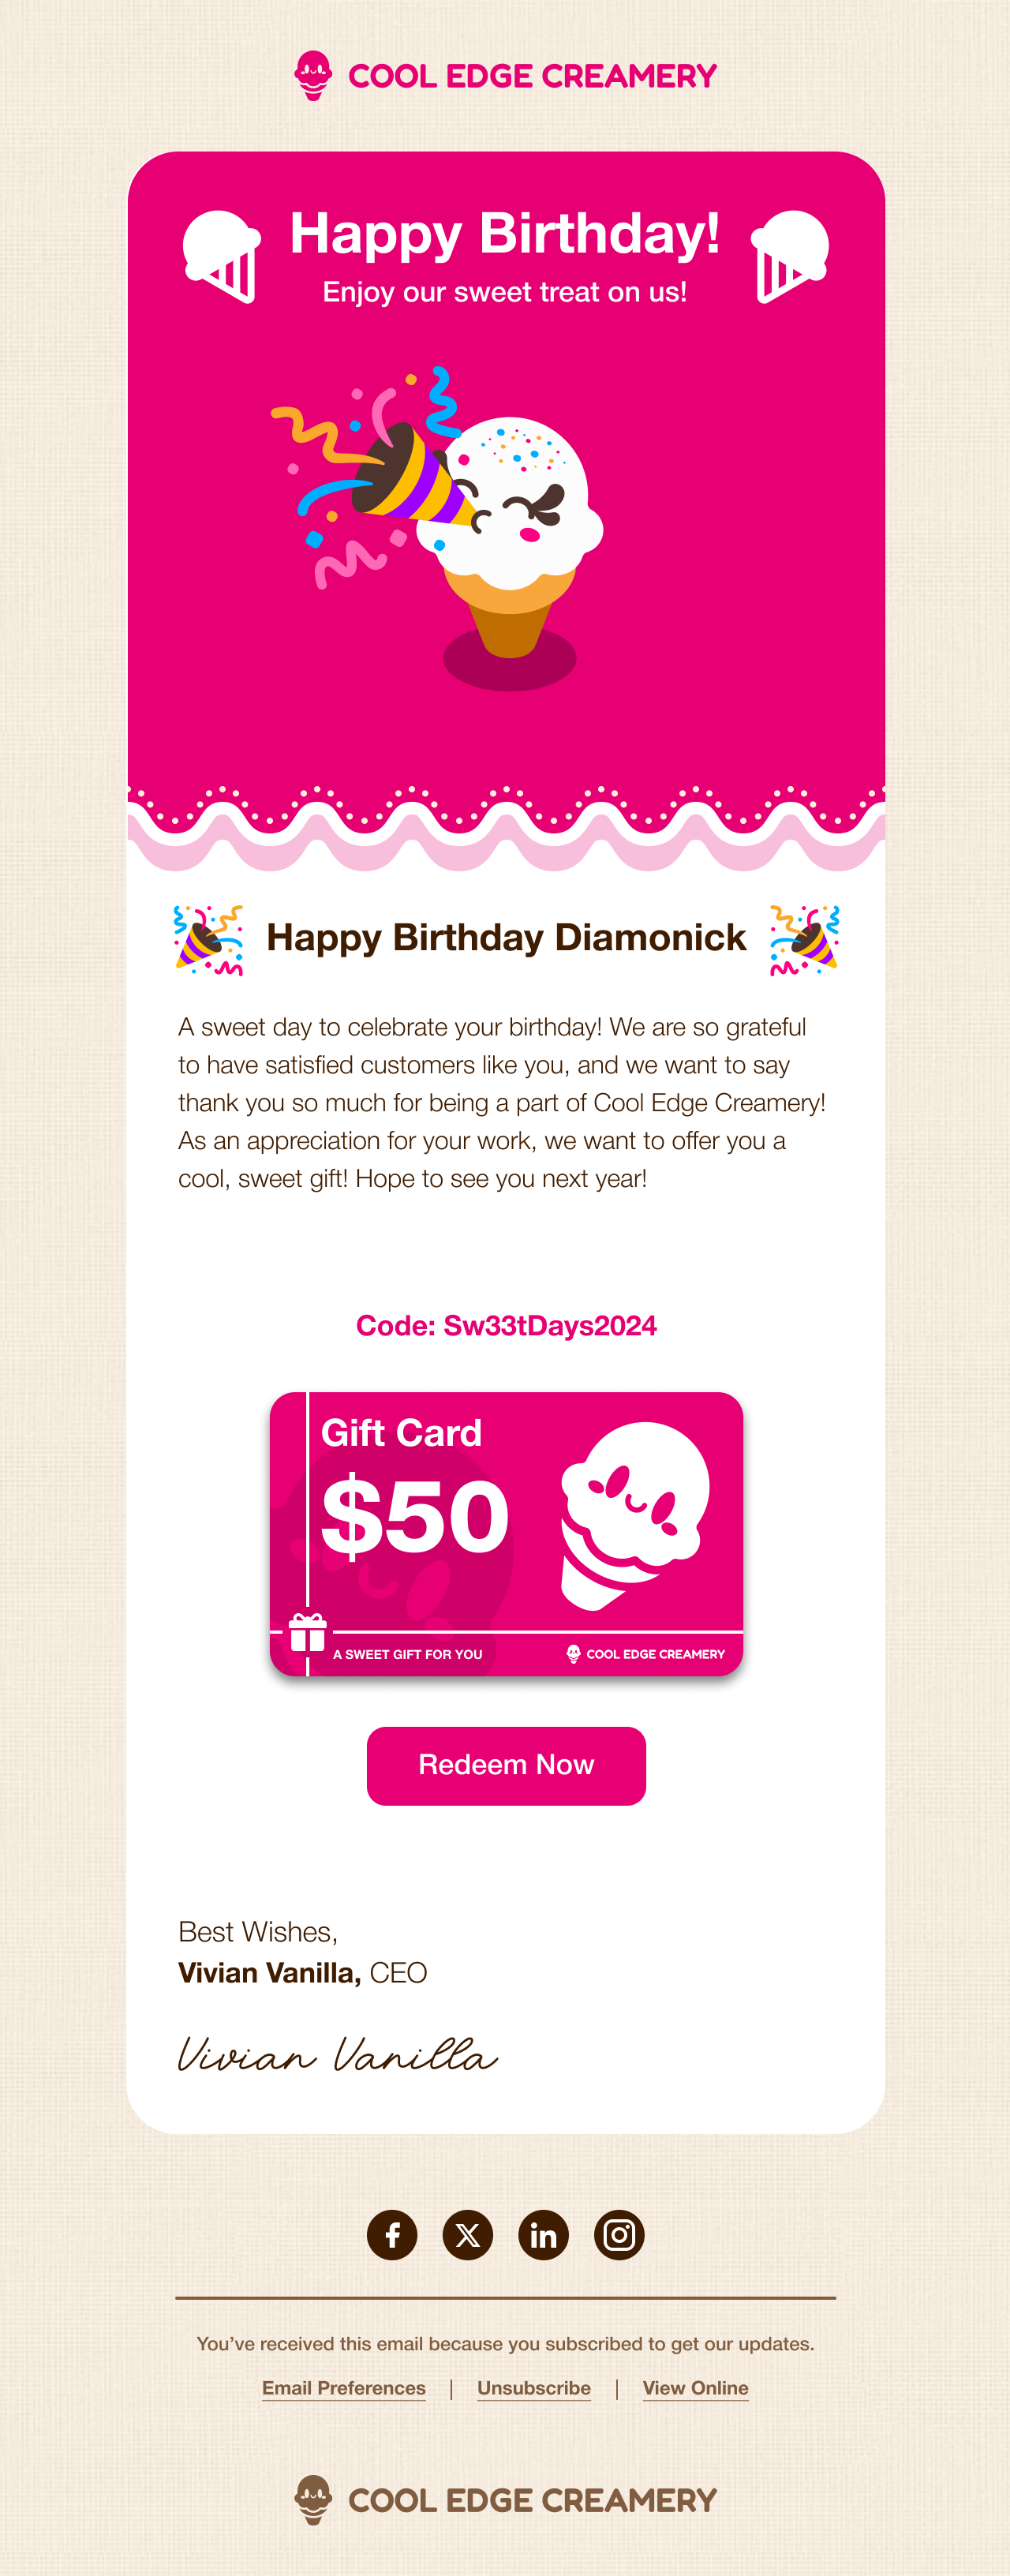 COOL EDGE CREAMERY
Happy Birthday!
Enjoy our sweet treat on us!
Happy Birthday Diamonick
A sweet day to celebrate your birthday! We are so grateful
to have satisfied customers like you, and we want to say
thank you so much for being a part of Cool Edge Creamery!
As an appreciation for your work, we want to offer you a
cool, sweet gift! Hope to see you next year!
Code: Sw33tDays2024
Gift Card
$50
A SWEET GIFT FOR YOU
COOL EDGE CREAMERY
Redeem Now
Best Wishes,
Vivian Vanilla, CEO
Vivian Vanilla
You’ve received this email because you subscribed to get our updates.
Email Preferences | Unsubscribe | View Online
COOL EDGE CREAMERY